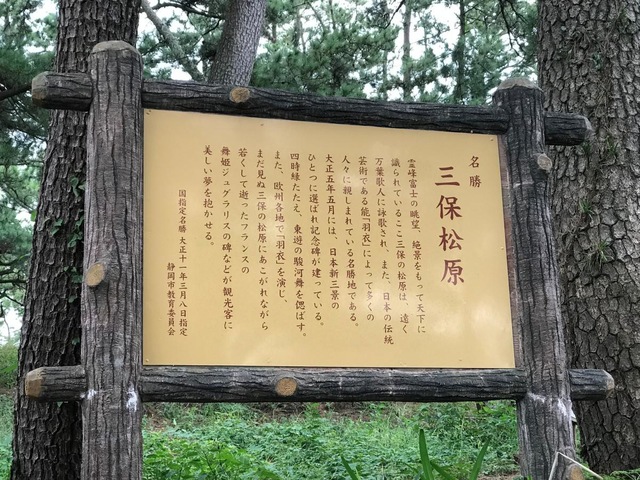 名勝
三保松原
霊峰富士の眺望、絶景をもって天下に
識られているここ三保の松原は、遠く
万葉歌人に詠歌され、また、日本の伝統
芸術である能「羽衣」によって多くの
人々に親しまれている名勝地である。
大正五年五月には、日本新三景の
ひとつに選ばれ記念碑が建っている。
四時緑たたえ、東遊の駿河舞を偲ばす。
また、欧州各地で「羽衣」を演じ、
まだ見ぬ三保の松原にあこがれながら
若くして逝ったフランスの
舞姫ジュグラリスの碑などが観光客に
美しい夢を抱かせる。
国指定名勝 大正十一年三月八日指定
静岡市教育委員会